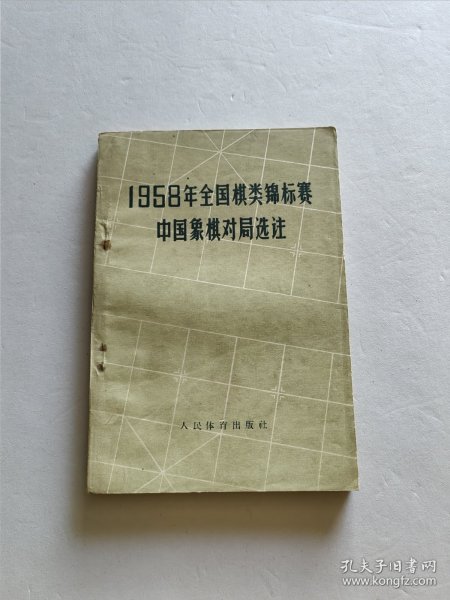 1958年全国棋类锦标赛
中国象棋对局选注
人民体育出版社
孔夫子旧书网
www.kongfz.com